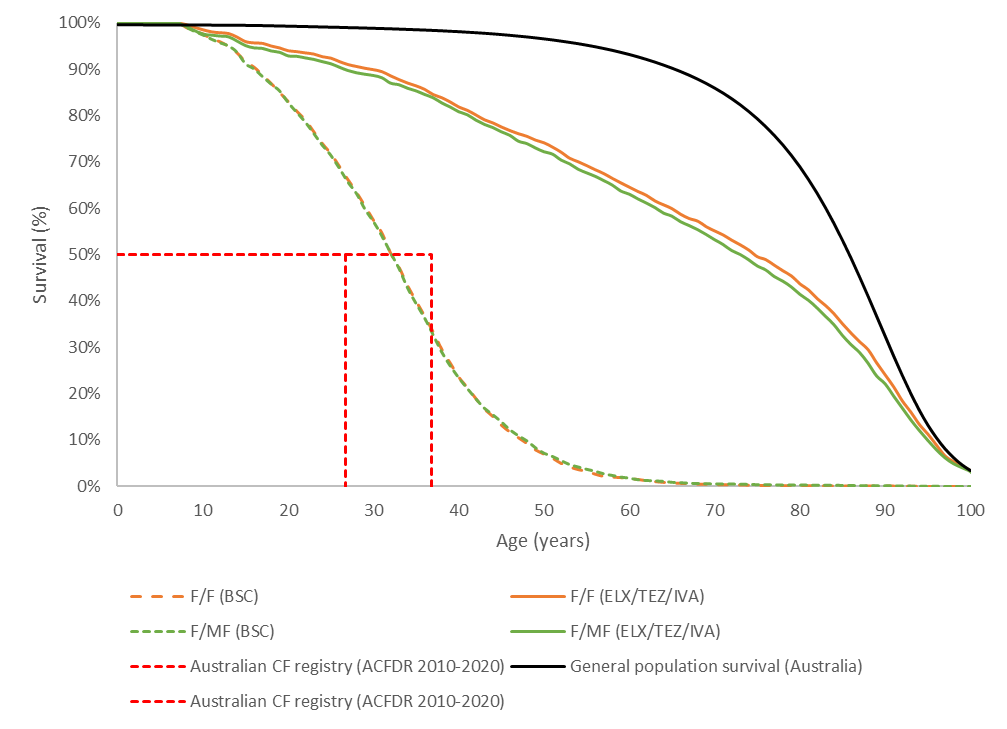 100%
90%
80%
70%
60%
50%
40%
30%
20%
10%
0%
Survival (%)
0 10 20 30 40 50 60 70 80 90 100
Age (years)
F/F (BSC) F/F (ELX/TEZ/IVA)
F/MF (BSC) F/MF (ELX/TEZ/IVA)
Australian CF registry (ACFDR 2010-2020) General population survival (Australia)
Australian CF registry (ACFDR 2010-2020)